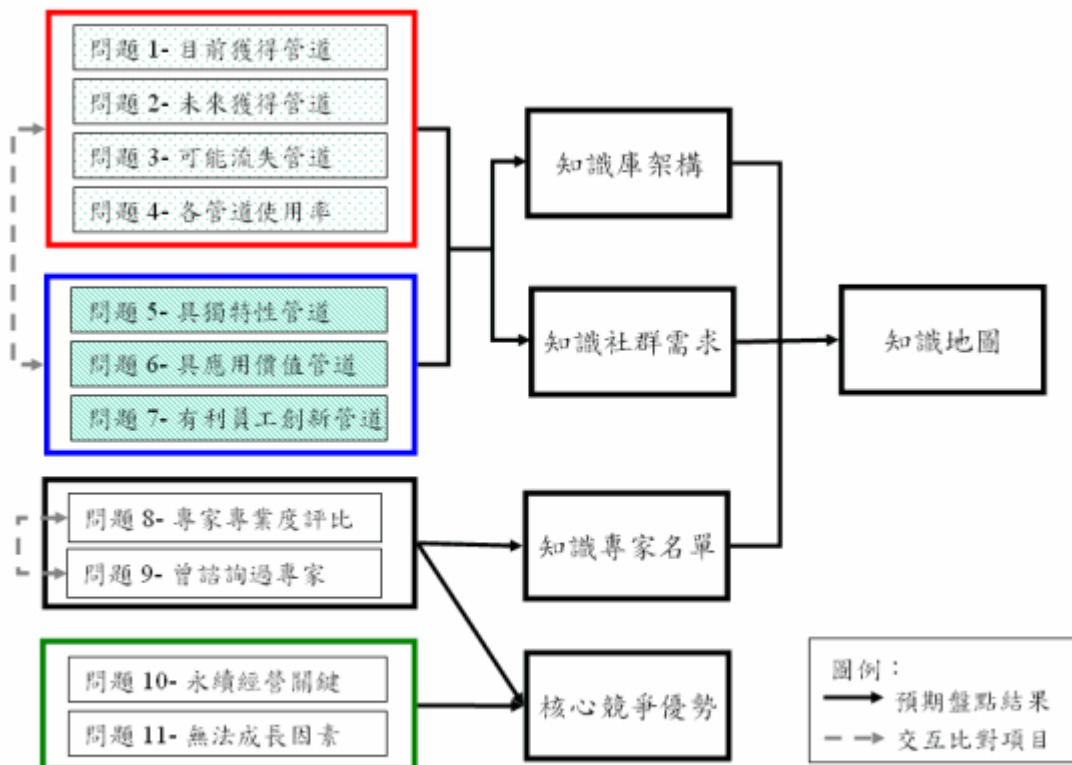 問題 1- 目前獲得管道
問題 2- 未來獲得管道
問題 3- 可能流失管道
問題 4- 各管道使用率
問題 5- 具獨特性管道
問題 6- 具應用價值管道
問題 7- 有利員工創新管道
問題 8- 專家專業度評比
問題 9- 曾諮詢過專家
問題 10- 永續經營關鍵
問題 11- 無法成長因素
知識庫架構
知識社群需求
知識專家名單
核心競爭優勢
知識地圖
圖例：
預期盤點結果
交互比對項目